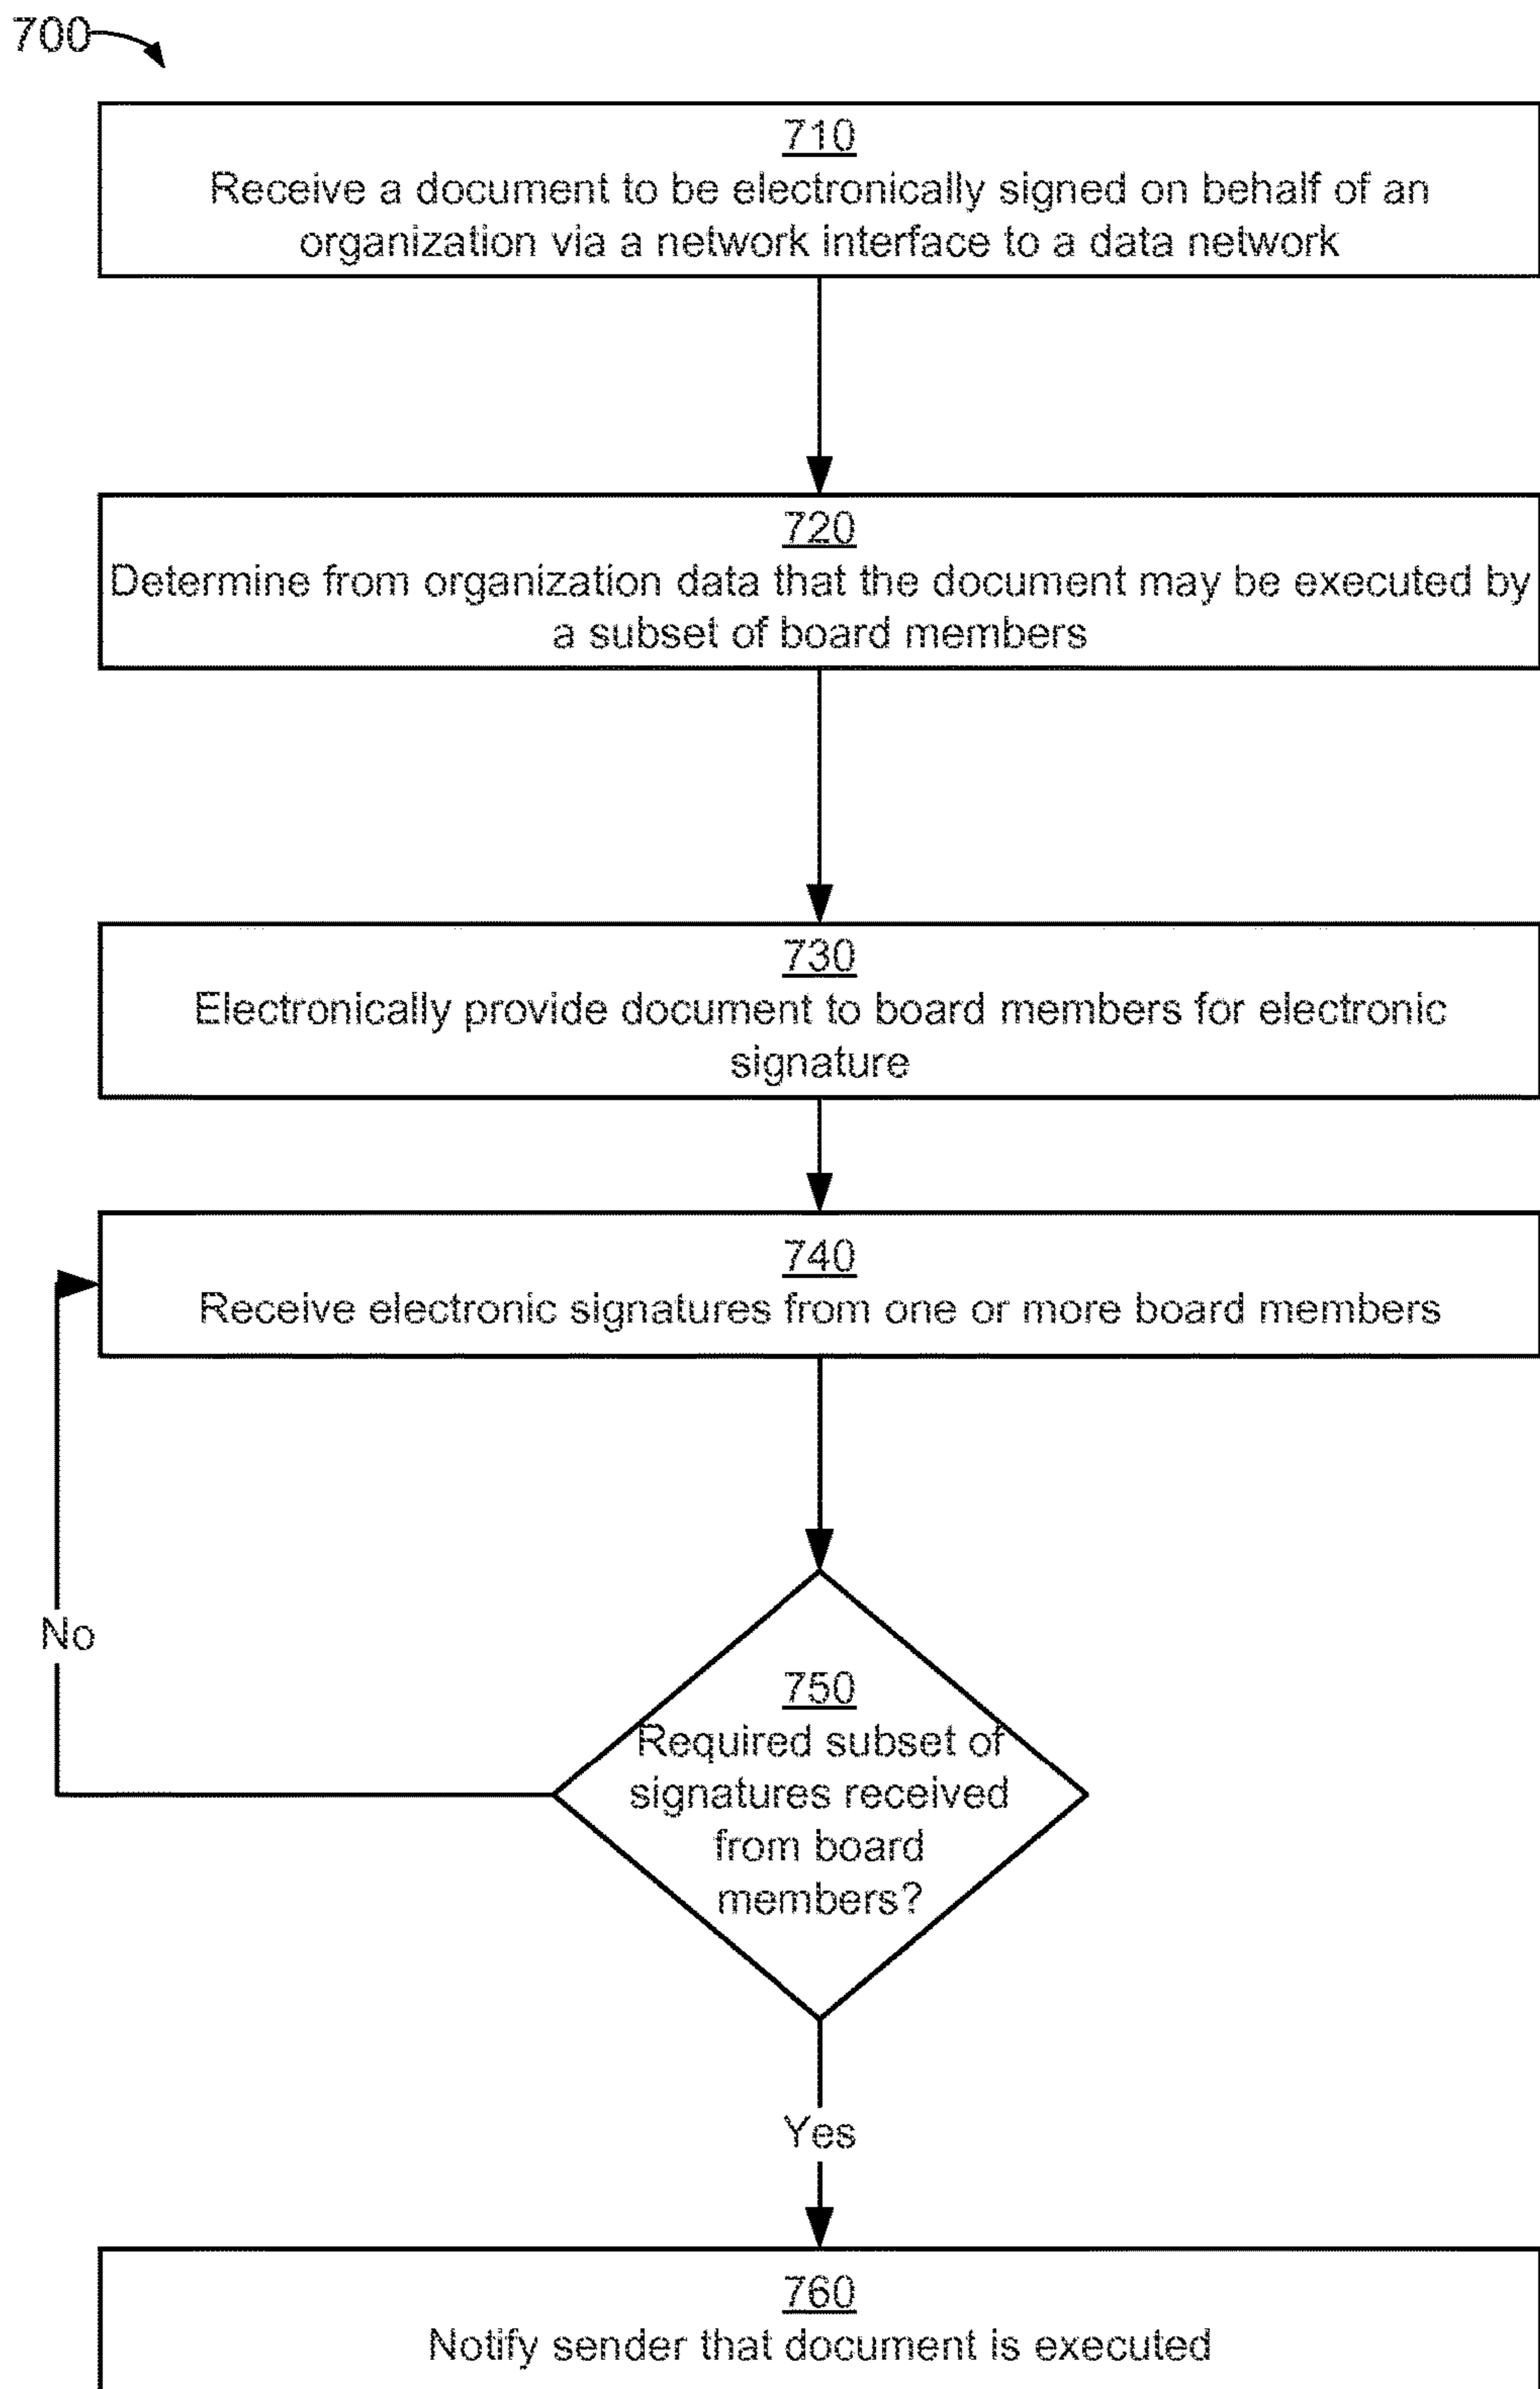 700
710
Receive a document to be electronically signed on behalf of an
organization via a network interface to a data network
720
Determine from organization data that the document may be executed by
a subset of board members
730
Electronically provide document to board members for electronic
signature
740
Receive electronic signatures from one or more board members
No
750
Required subset of
signatures received
from board
members?
Yes
760
Notify sender that document is executed